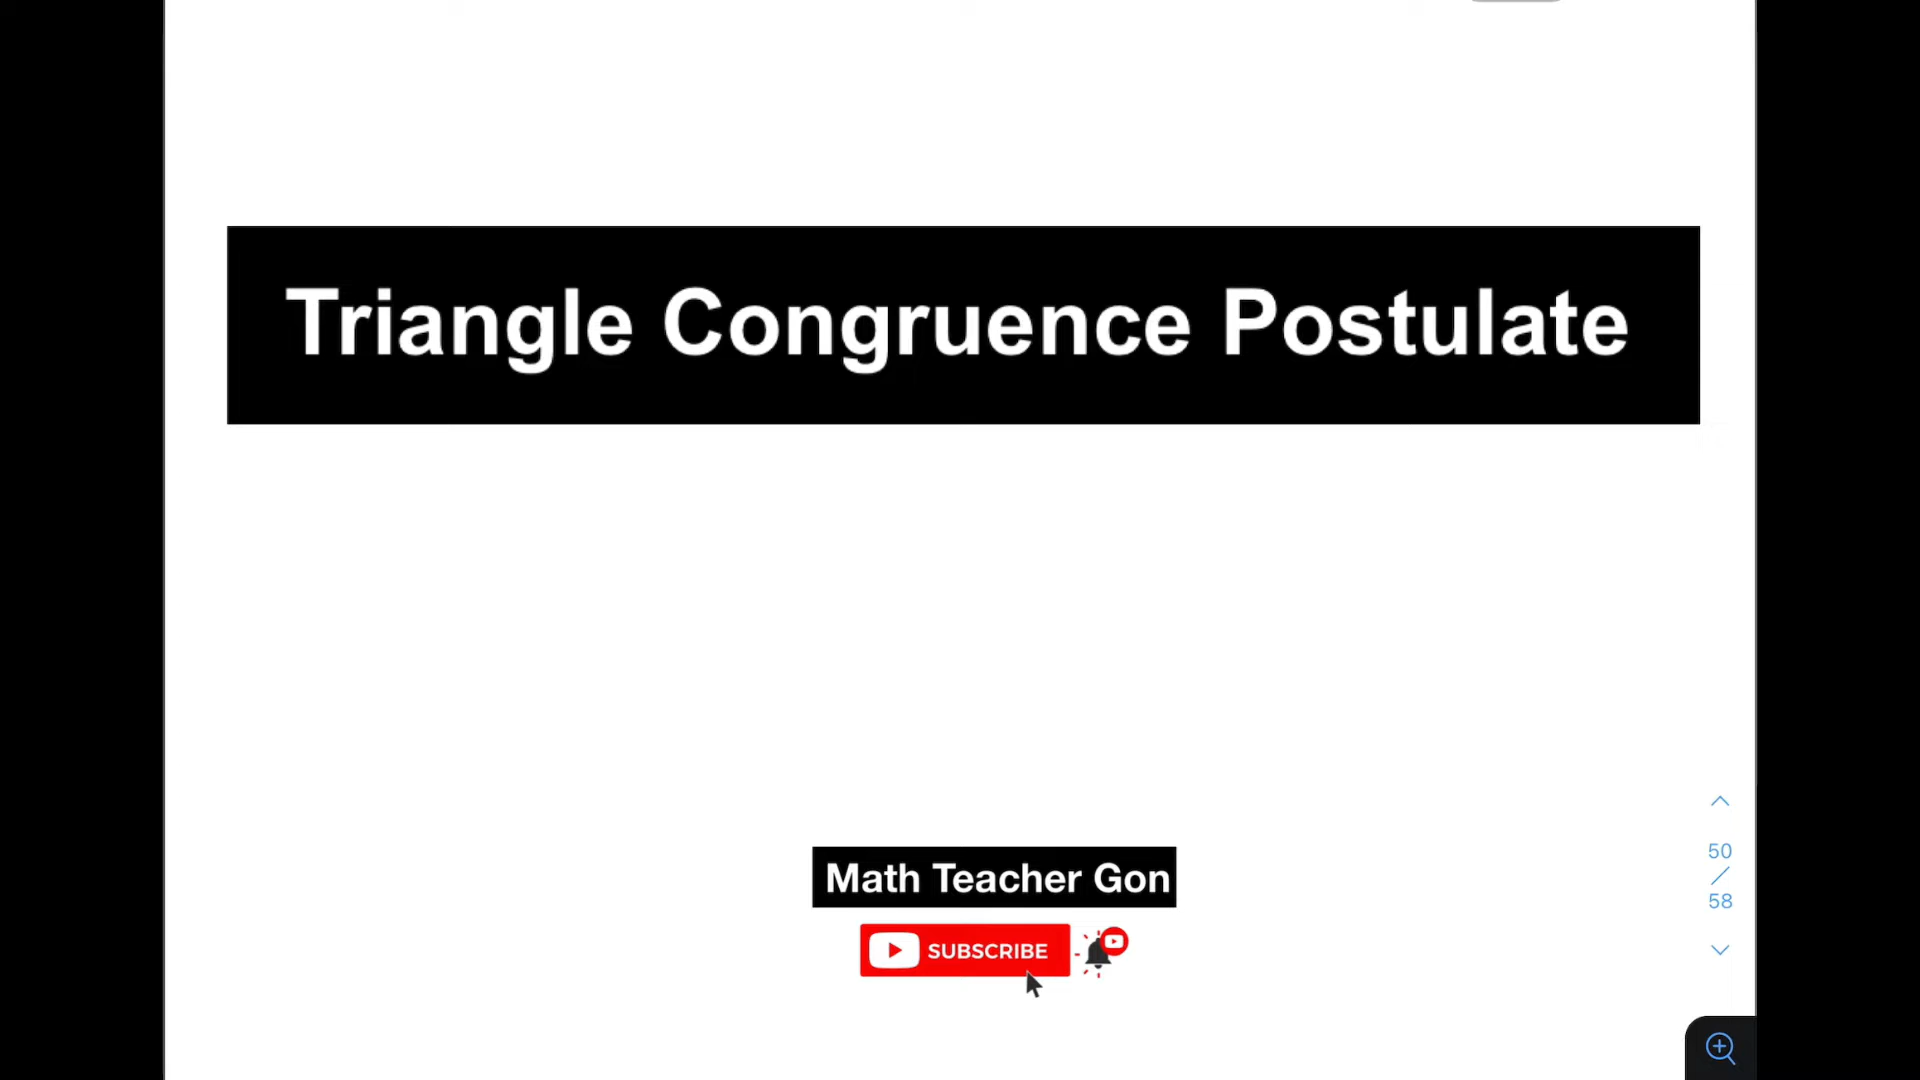 Triangle Congruence Postulate
Math Teacher Gon
SUBSCRIBE
50
/
58